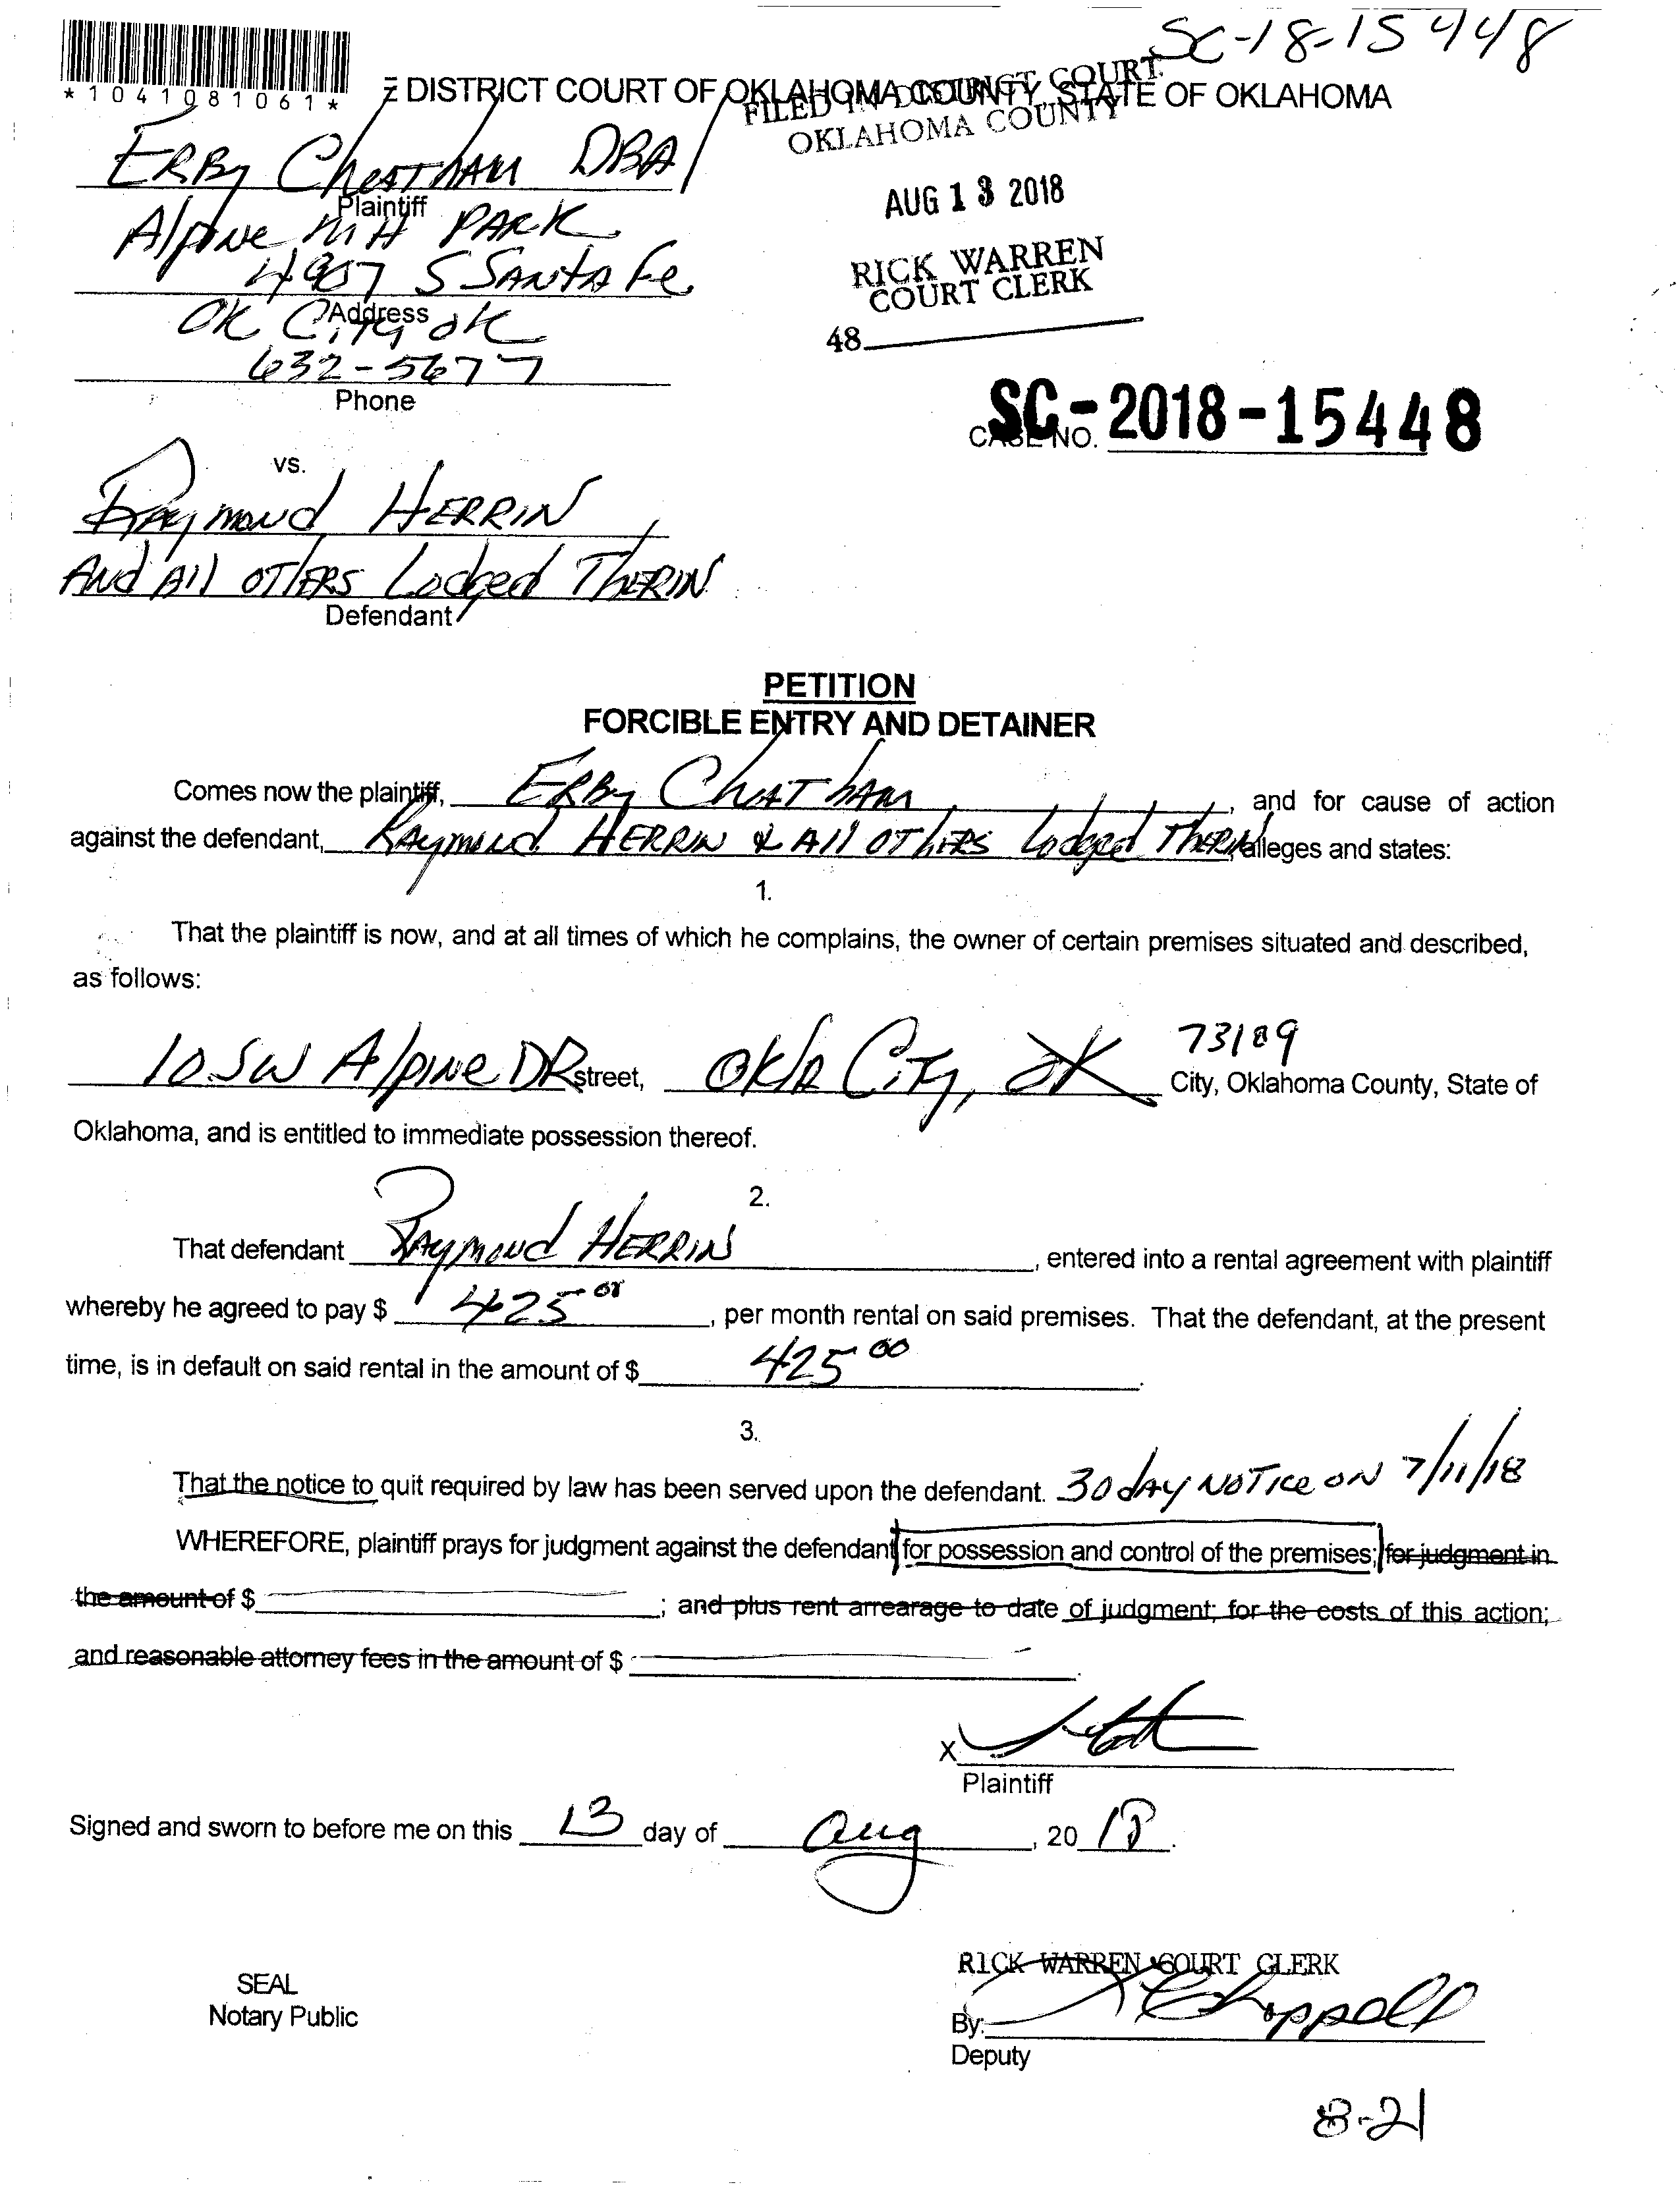 SC-18-15448
*1041081061*
DISTRICT COURT OF OKLAHOMA COUNTY, STATE OF OKLAHOMA
FILED IN DISTRICT COURT
OKLAHOMA COUNTY
ERBy CheatHAM DBA
Plaintiff
Alpine MH PARK
AUG 13 2018
4907 S SANTA Fe
RICK WARREN
COURT CLERK
Address
OK City OK
48
632-5677
Phone
SC-2018-15448
CASE NO.
vs.
RAymond HERRIN
And All OTHERS Lodged THERIN
Defendant
PETITION
FORCIBLE ENTRY AND DETAINER
Comes now the plaintiff, ERBy CheatHAM, and for cause of action
against the defendant, RAymond HERRIN & All OTHERS Lodged THERIN alleges and states:
1.
That the plaintiff is now, and at all times of which he complains, the owner of certain premises situated and described,
as follows:
10 SW Alpine DR street, Okla City, OK 73109 City, Oklahoma County, State of
Oklahoma, and is entitled to immediate possession thereof.
2.
That defendant RAymond HERRIN, entered into a rental agreement with plaintiff
whereby he agreed to pay $ 425 00, per month rental on said premises. That the defendant, at the present
time, is in default on said rental in the amount of $ 425 00.
3.
That the notice to quit required by law has been served upon the defendant. 30 dAy NOTICE ON 7/11/18
WHEREFORE, plaintiff prays for judgment against the defendant for possession and control of the premises; for judgment in
the amount of $ ; and plus rent arrearage to date of judgment; for the costs of this action;
and reasonable attorney fees in the amount of $ .
X
Plaintiff
Signed and sworn to before me on this 13 day of Aug, 20 18.
RICK WARREN COURT CLERK
SEAL
Notary Public
By: Chappell
Deputy
8-21